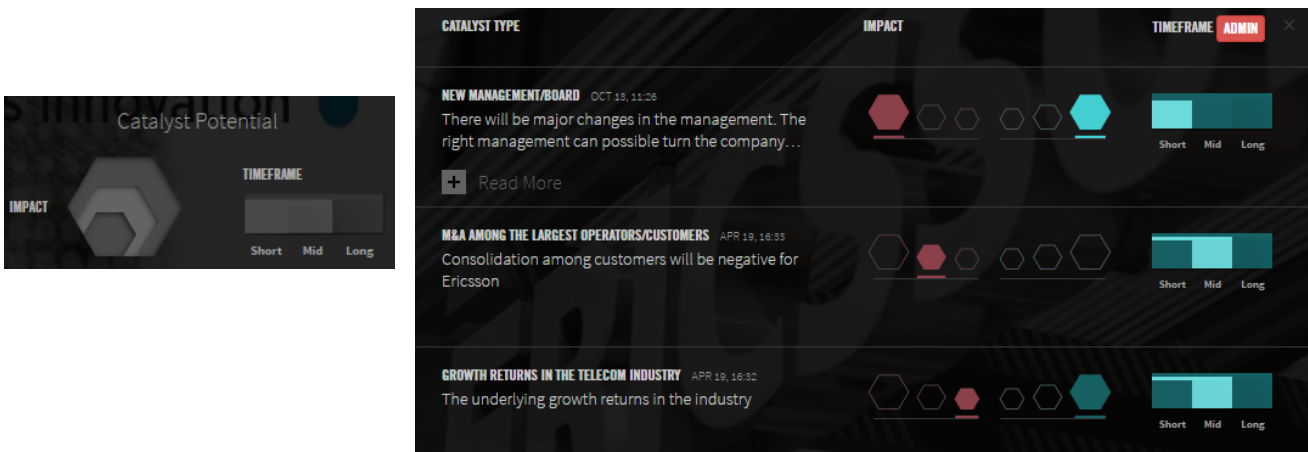 s innovation
Catalyst Potential
TIMEFRAME
IMPACT
Short Mid Long
CATALYST TYPE IMPACT TIMEFRAME ADMIN ×
NEW MANAGEMENT/BOARD OCT 13, 11:26
There will be major changes in the management. The
right management can possible turn the company...
Short Mid Long
+ Read More
M&A AMONG THE LARGEST OPERATORS/CUSTOMERS APR 19, 16:33
Consolidation among customers will be negative for
Ericsson
Short Mid Long
GROWTH RETURNS IN THE TELECOM INDUSTRY APR 19, 16:32
The underlying growth returns in the industry
Short Mid Long
ERICSSON